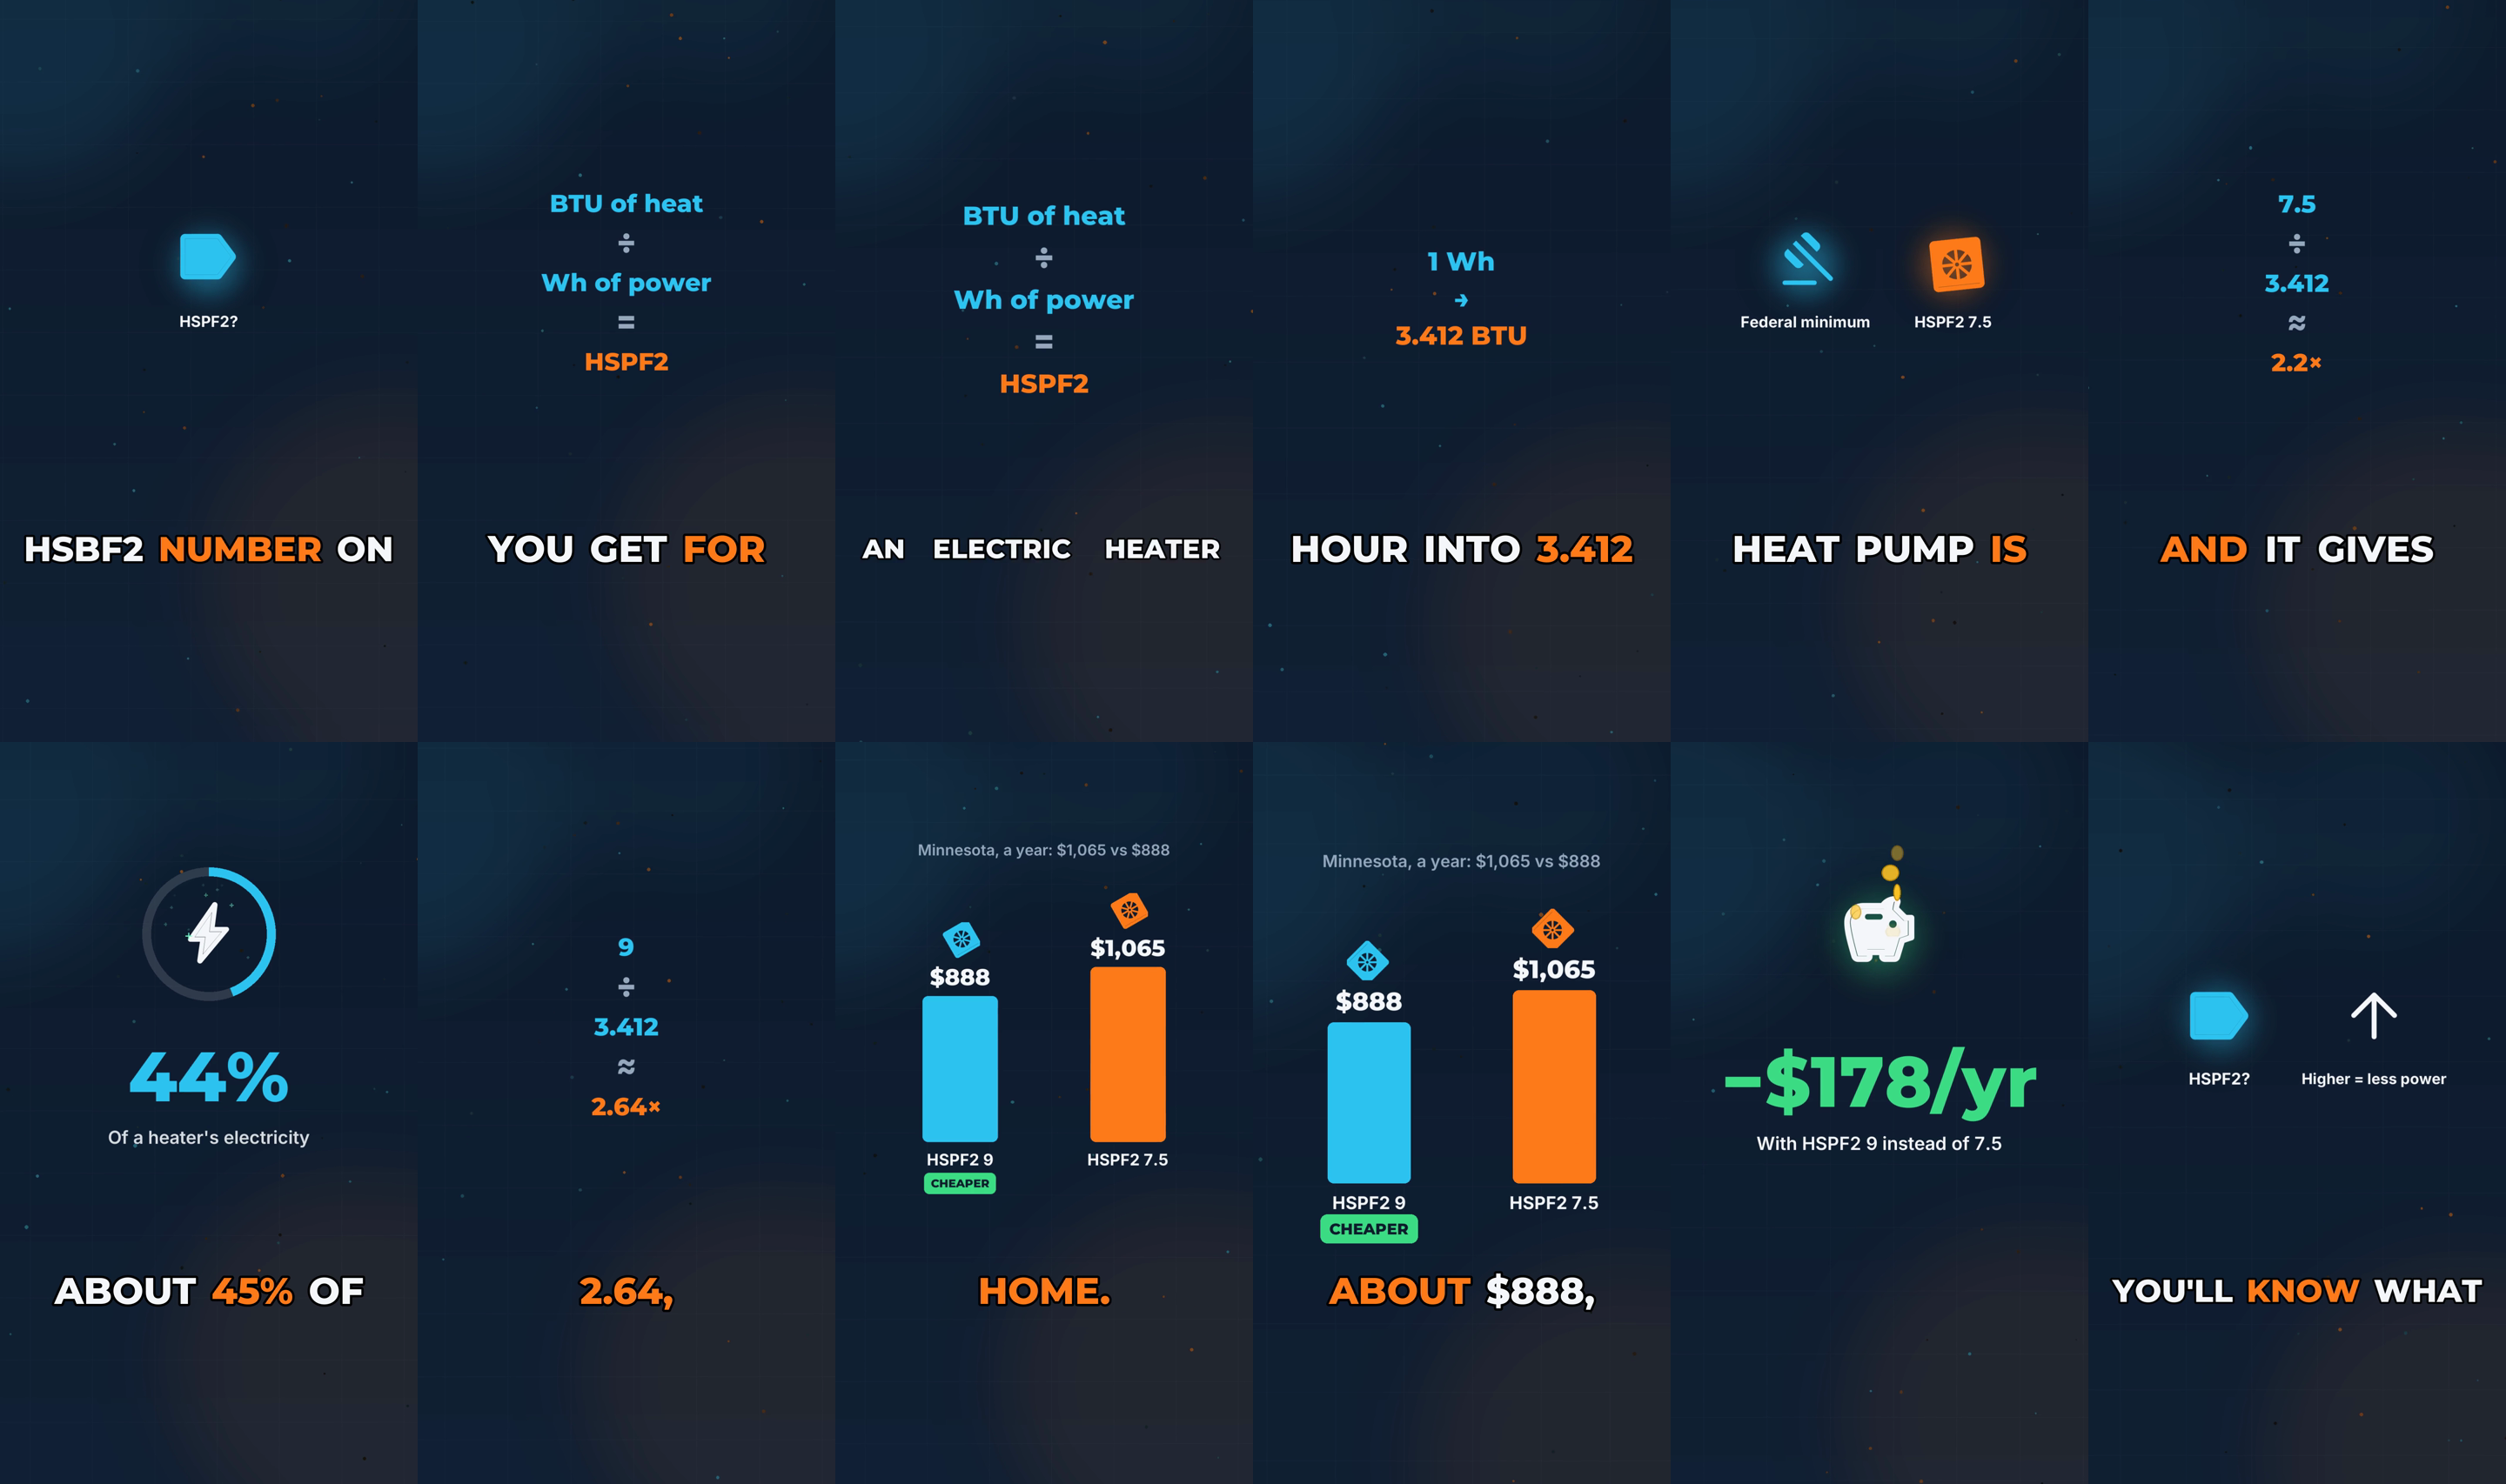 HSPF2?
HSBF2 NUMBER ON
BTU of heat
÷
Wh of power
=
HSPF2
YOU GET FOR
BTU of heat
÷
Wh of power
=
HSPF2
AN ELECTRIC HEATER
1 Wh
→
3.412 BTU
HOUR INTO 3.412
Federal minimum
HSPF2 7.5
HEAT PUMP IS
7.5
÷
3.412
≈
2.2×
AND IT GIVES
44%
Of a heater's electricity
ABOUT 45% OF
9
÷
3.412
≈
2.64×
2.64,
Minnesota, a year: $1,065 vs $888
$888
$1,065
HSPF2 9
HSPF2 7.5
CHEAPER
HOME.
Minnesota, a year: $1,065 vs $888
$888
$1,065
HSPF2 9
HSPF2 7.5
CHEAPER
ABOUT $888,
−$178/yr
With HSPF2 9 instead of 7.5
HSPF2?
Higher = less power
YOU'LL KNOW WHAT